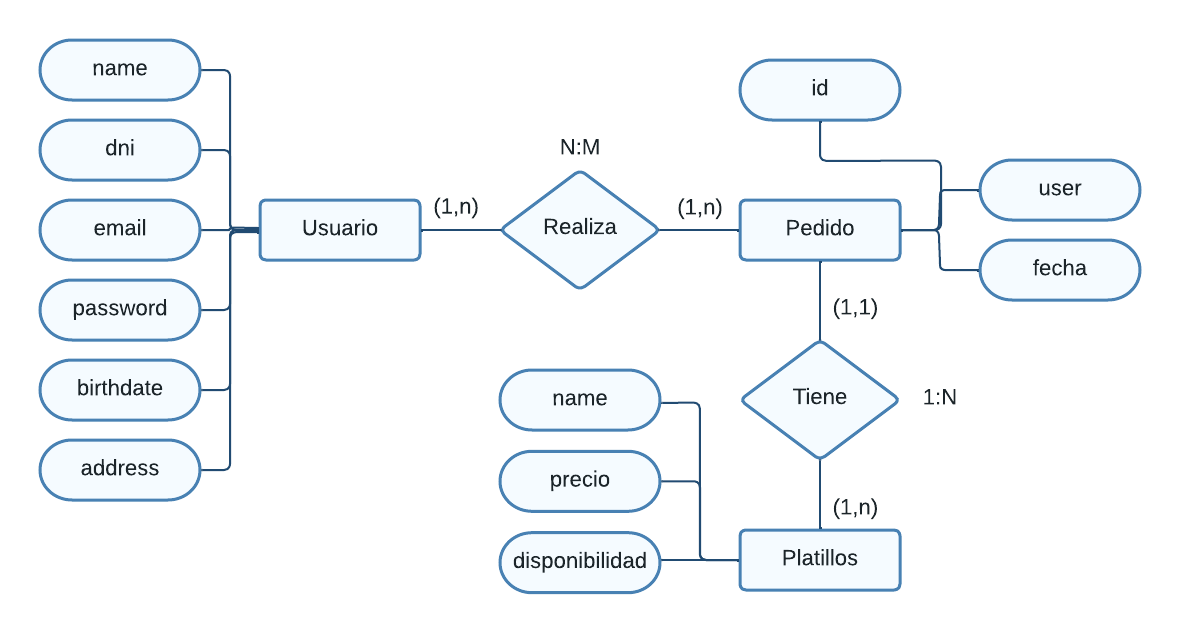 name
dni
email
password
birthdate
address
Usuario
(1,n)
N:M
Realiza
(1,n)
Pedido
id
user
fecha
(1,1)
Tiene
1:N
(1,n)
Platillos
name
precio
disponibilidad